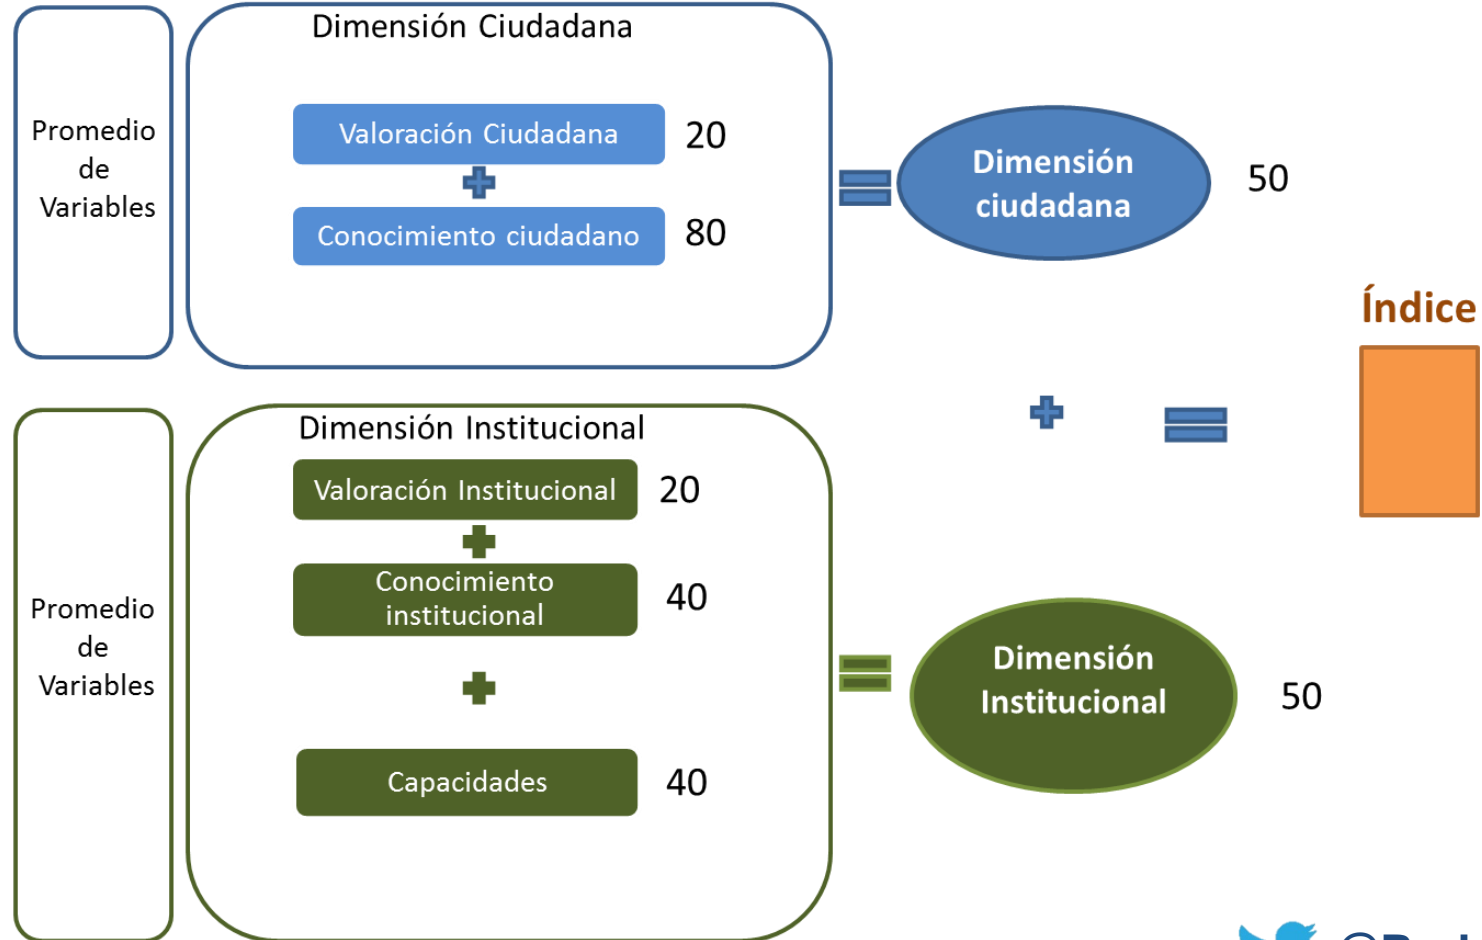 Dimensión Ciudadana
Promedio
de
Variables
Valoración Ciudadana
20
Conocimiento ciudadano
80
Dimensión
ciudadana
50
Índice
Dimensión Institucional
Promedio
de
Variables
Valoración Institucional
20
Conocimiento
institucional
40
Capacidades
40
Dimensión
Institucional
50